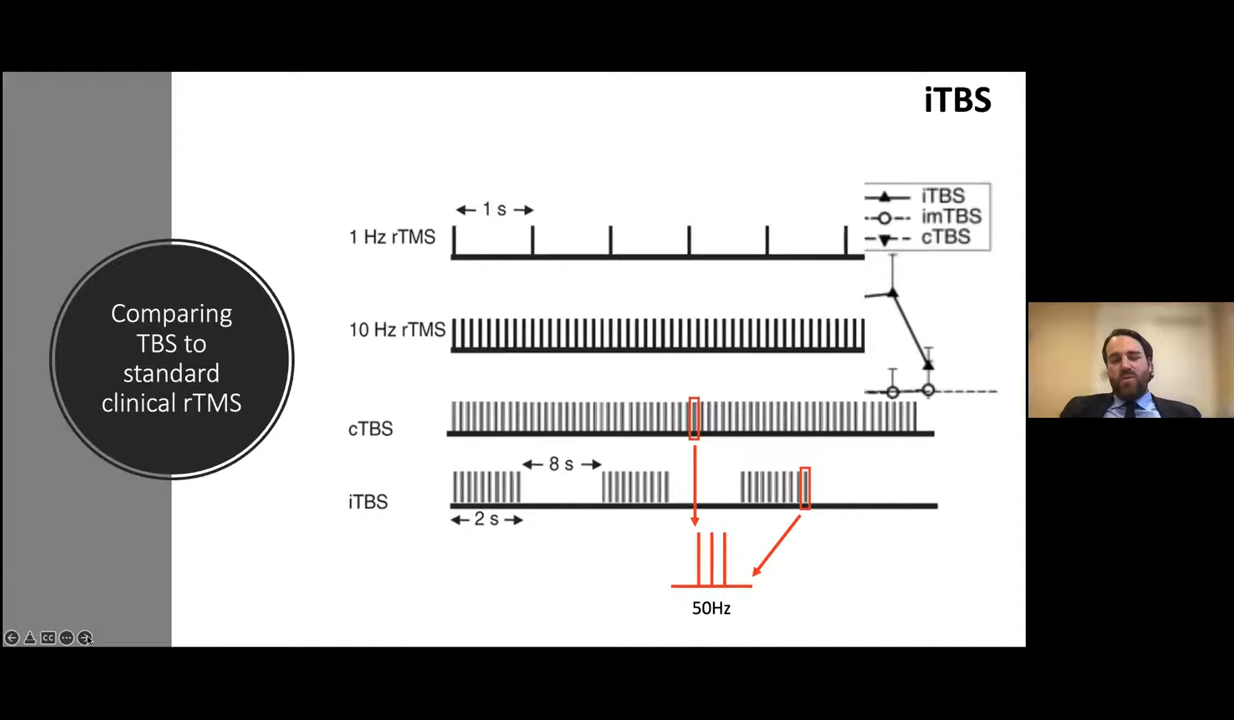 iTBS
Comparing
TBS to
standard
clinical rTMS
1 s
1 Hz rTMS
10 Hz rTMS
cTBS
8 s
iTBS
2 s
50Hz
iTBS
imTBS
cTBS
CC